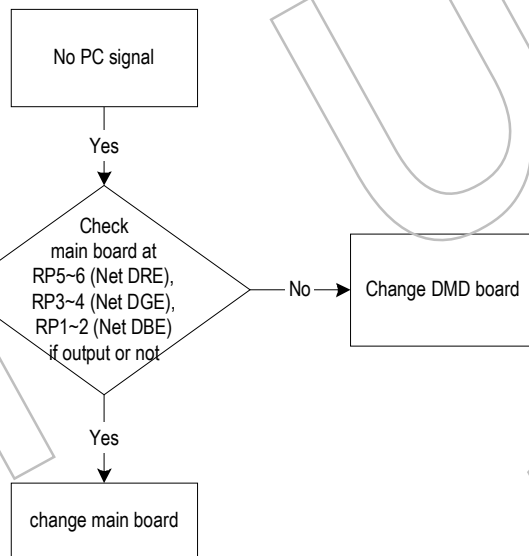 No PC signal
Yes
Check
main board at
RP5~6 (Net DRE),
RP3~4 (Net DGE),
RP1~2 (Net DBE)
if output or not
No
Change DMD board
Yes
change main board